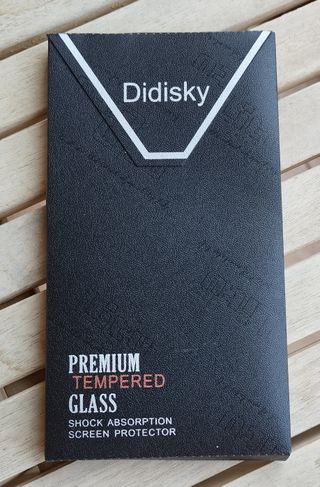 Didisky
PREMIUM
TEMPERED
GLASS
SHOCK ABSORPTION
SCREEN PROTECTOR